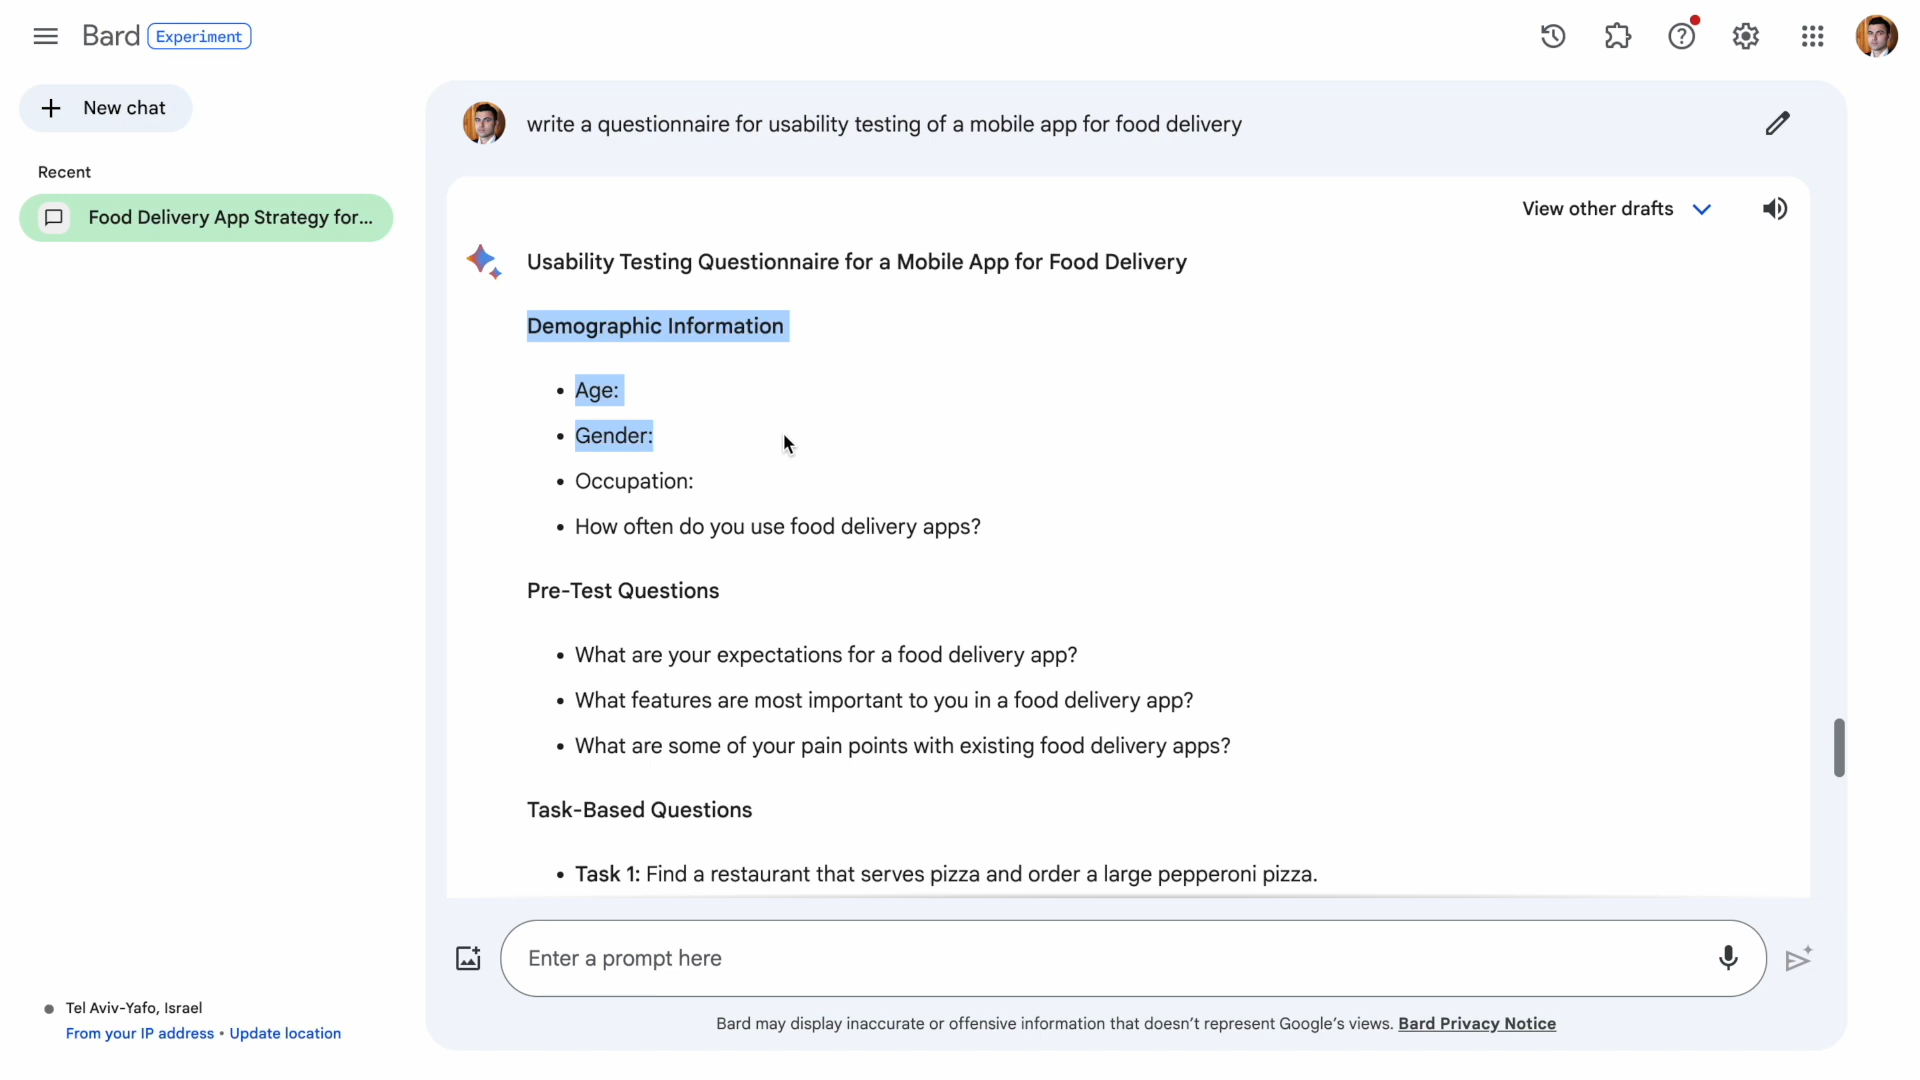 Bard Experiment
New chat
Recent
Food Delivery App Strategy for...
write a questionnaire for usability testing of a mobile app for food delivery
View other drafts
Usability Testing Questionnaire for a Mobile App for Food Delivery
Demographic Information
• Age:
• Gender:
• Occupation:
• How often do you use food delivery apps?
Pre-Test Questions
• What are your expectations for a food delivery app?
• What features are most important to you in a food delivery app?
• What are some of your pain points with existing food delivery apps?
Task-Based Questions
• Task 1: Find a restaurant that serves pizza and order a large pepperoni pizza.
Enter a prompt here
Tel Aviv-Yafo, Israel
From your IP address • Update location
Bard may display inaccurate or offensive information that doesn't represent Google's views. Bard Privacy Notice